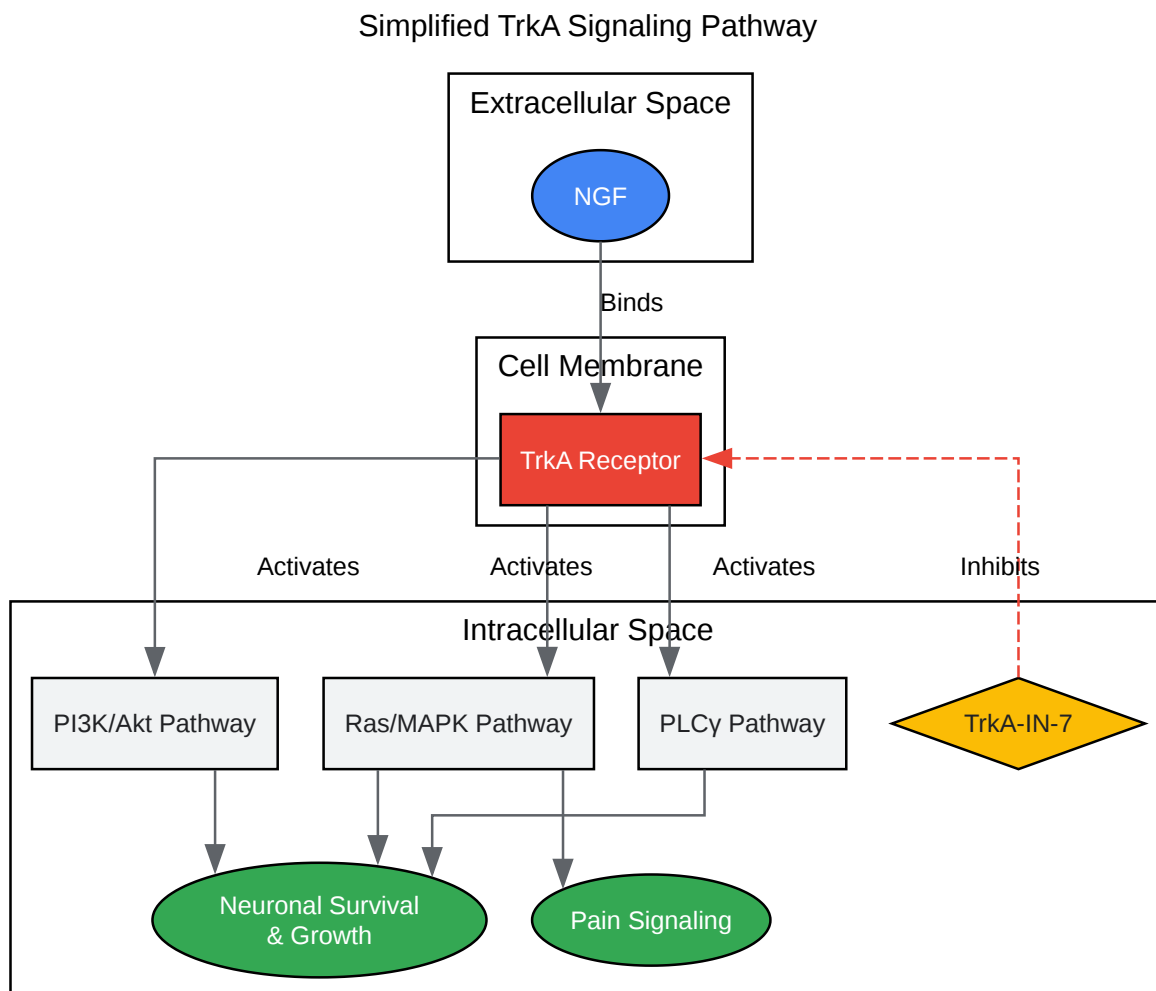 Simplified TrkA Signaling Pathway
Extracellular Space
NGF
Binds
Cell Membrane
TrkA Receptor
Activates
Activates
Activates
Inhibits
Intracellular Space
PI3K/Akt Pathway
Ras/MAPK Pathway
PLCγ Pathway
TrkA-IN-7
Neuronal Survival
& Growth
Pain Signaling